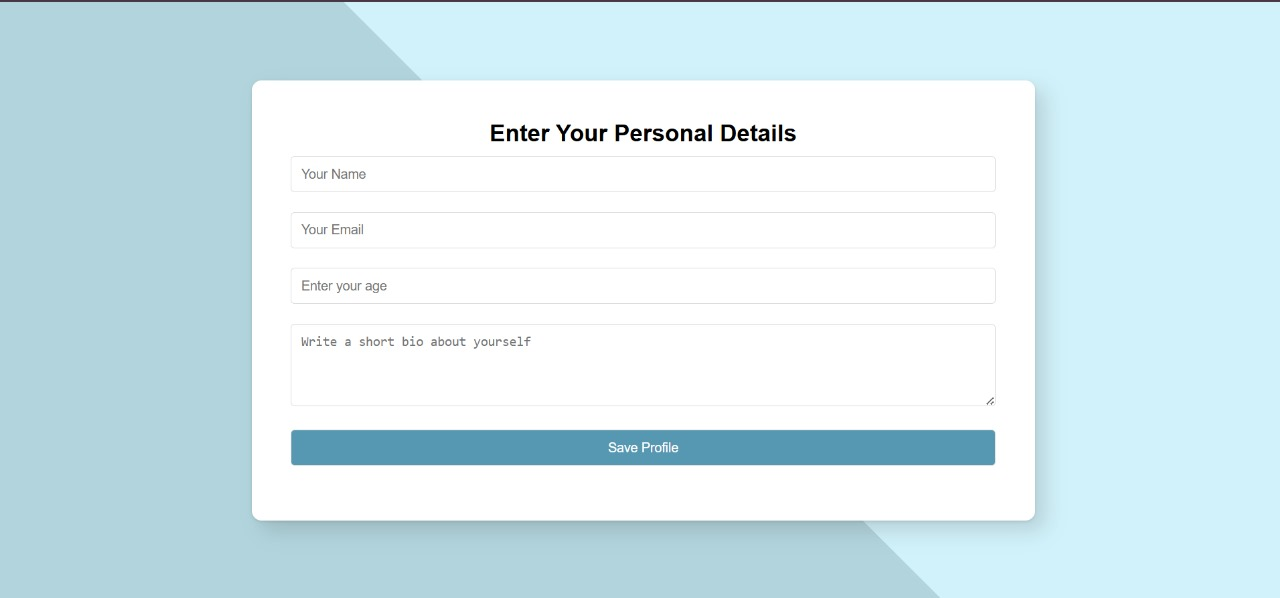 Enter Your Personal Details
Your Name
Your Email
Enter your age
Write a short bio about yourself
Save Profile